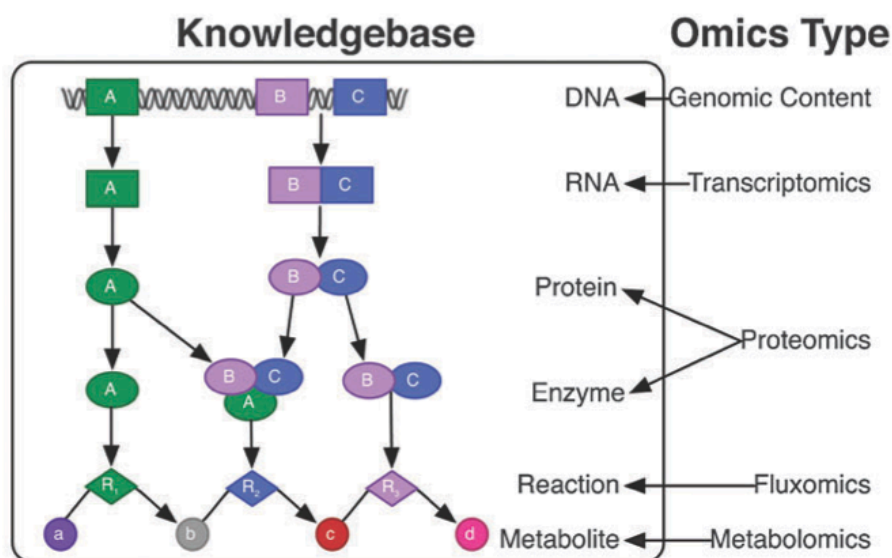 Knowledgebase Omics Type
A B C DNA Genomic Content
A B C RNA Transcriptomics
A B C Protein
Proteomics
A B C A B C Enzyme
R1 R2 R3 Reaction Fluxomics
a b c d Metabolite Metabolomics